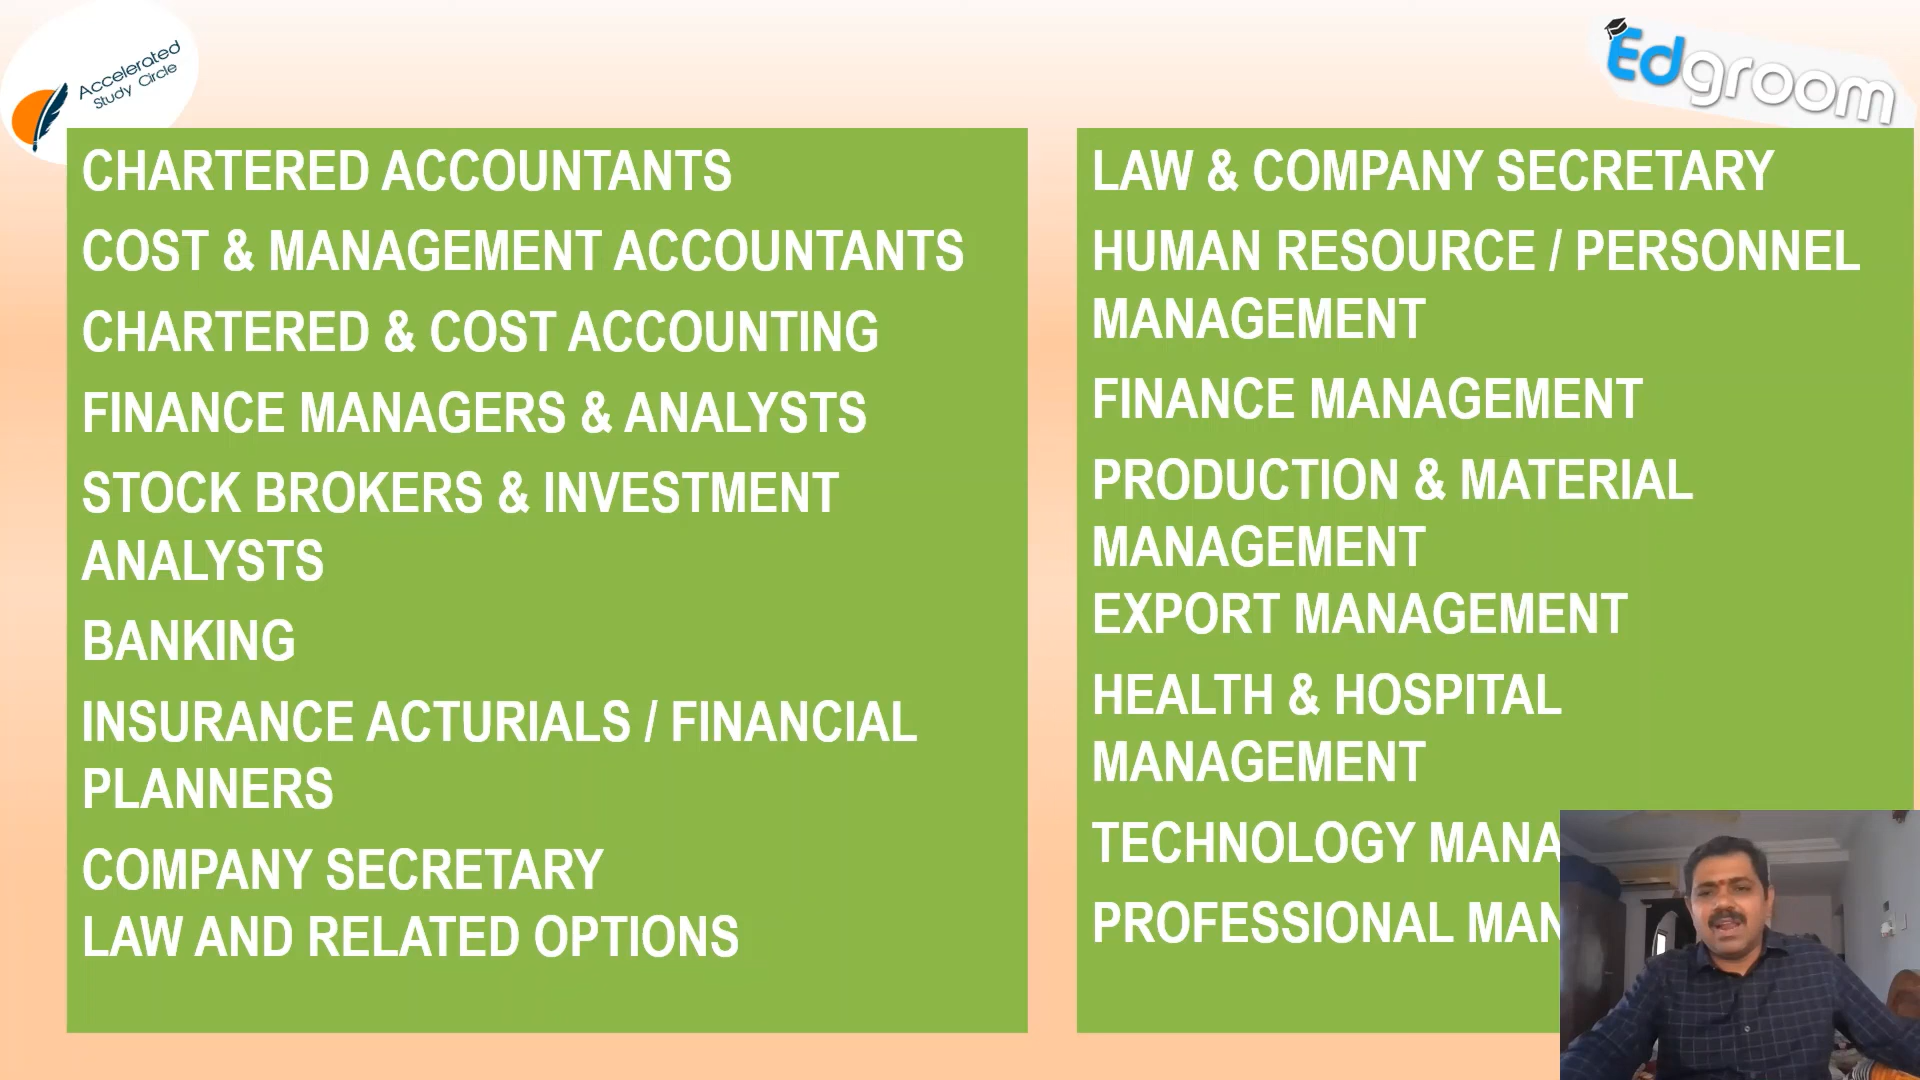 Accelerated
Study Circle
Edgroom
CHARTERED ACCOUNTANTS
COST & MANAGEMENT ACCOUNTANTS
CHARTERED & COST ACCOUNTING
FINANCE MANAGERS & ANALYSTS
STOCK BROKERS & INVESTMENT
ANALYSTS
BANKING
INSURANCE ACTURIALS / FINANCIAL
PLANNERS
COMPANY SECRETARY
LAW AND RELATED OPTIONS
LAW & COMPANY SECRETARY
HUMAN RESOURCE / PERSONNEL
MANAGEMENT
FINANCE MANAGEMENT
PRODUCTION & MATERIAL
MANAGEMENT
EXPORT MANAGEMENT
HEALTH & HOSPITAL
MANAGEMENT
TECHNOLOGY MANA
PROFESSIONAL MAN